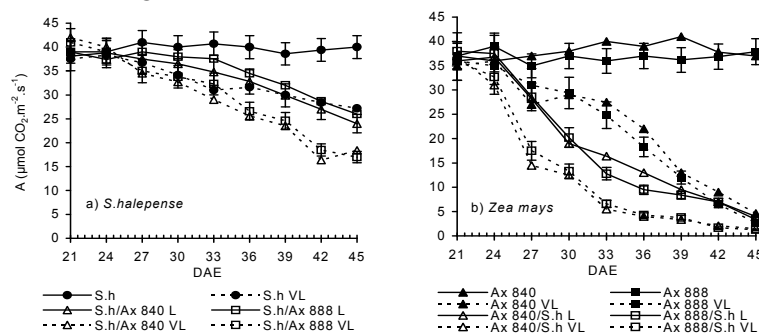 A (μmol CO₂.m⁻².s⁻¹)
45
40
35
30
25
20
15
10
5
0
a) S.halepense
21 24 27 30 33 36 39 42 45
DAE
S.h
S.h VL
S.h/Ax 840 L
S.h/Ax 888 L
S.h/Ax 840 VL
S.h/Ax 888 VL
45
40
35
30
25
20
15
10
5
0
b) Zea mays
21 24 27 30 33 36 39 42 45
DAE
Ax 840
Ax 888
Ax 840 VL
Ax 888 VL
Ax 840/S.h L
Ax 888/S.h L
Ax 840/S.h VL
Ax 888/S.h VL